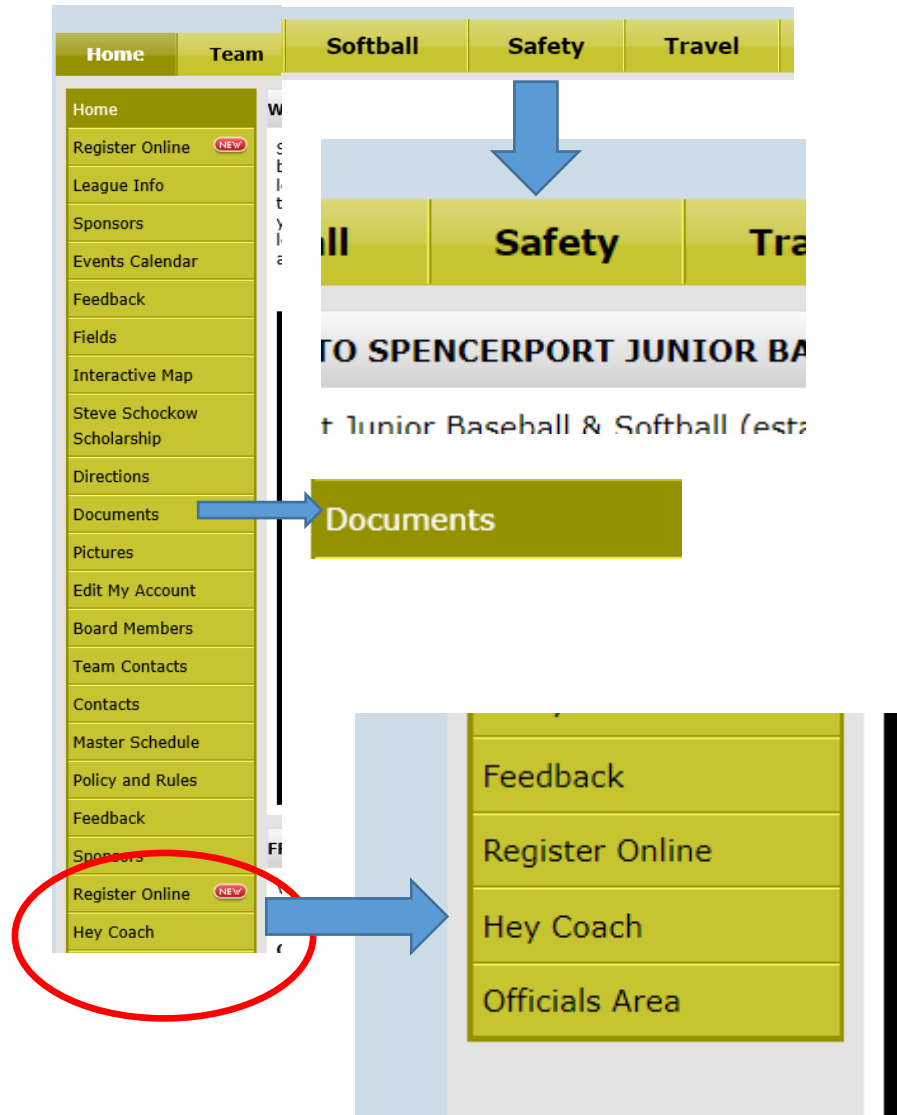 Home Team Softball Safety Travel
Home
Register Online NEW
League Info
Sponsors
Events Calendar
Feedback
Fields
Interactive Map
Steve Schockow
Scholarship
Directions
Documents
Pictures
Edit My Account
Board Members
Team Contacts
Contacts
Master Schedule
Policy and Rules
Feedback
Sponsors
Register Online NEW
Hey Coach
Safety
TO SPENCERPORT JUNIOR
t Junior Baseball & Softball (esta
Documents
Feedback
Register Online
Hey Coach
Officials Area